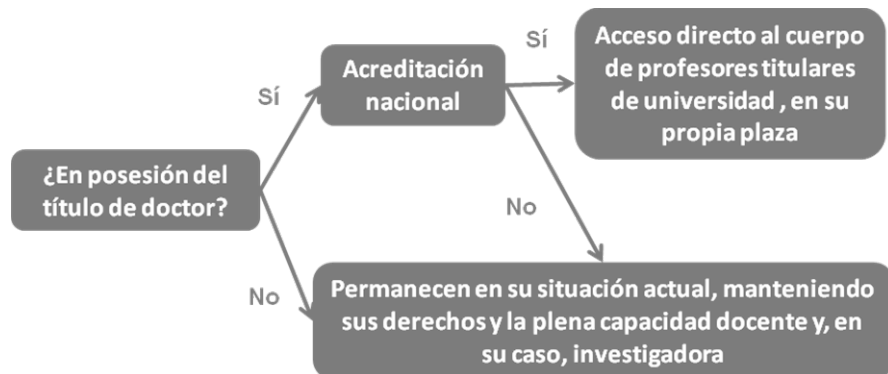 ¿En posesión del
título de doctor?
Sí
Acreditación
nacional
Sí
Acceso directo al cuerpo
de profesores titulares
de universidad , en su
propia plaza
No
No
Permanecen en su situación actual, manteniendo
sus derechos y la plena capacidad docente y, en
su caso, investigadora